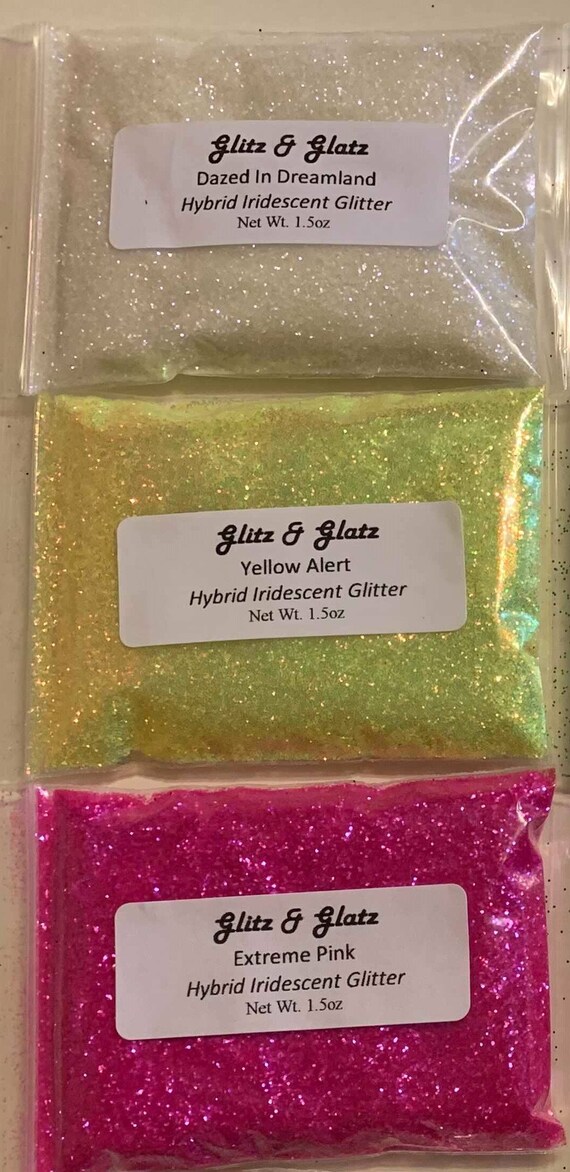 Glitz & Glatz
Dazed In Dreamland
Hybrid Iridescent Glitter
Net Wt. 1.5oz
Glitz & Glatz
Yellow Alert
Hybrid Iridescent Glitter
Net Wt. 1.5oz
Glitz & Glatz
Extreme Pink
Hybrid Iridescent Glitter
Net Wt. 1.5oz